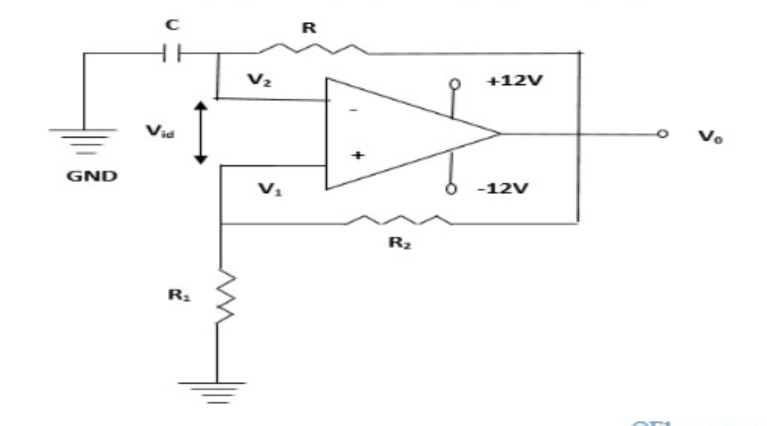 C
R
V₂
+12V
-
Vid
V₀
+
GND
V₁
-12V
R₂
R₁